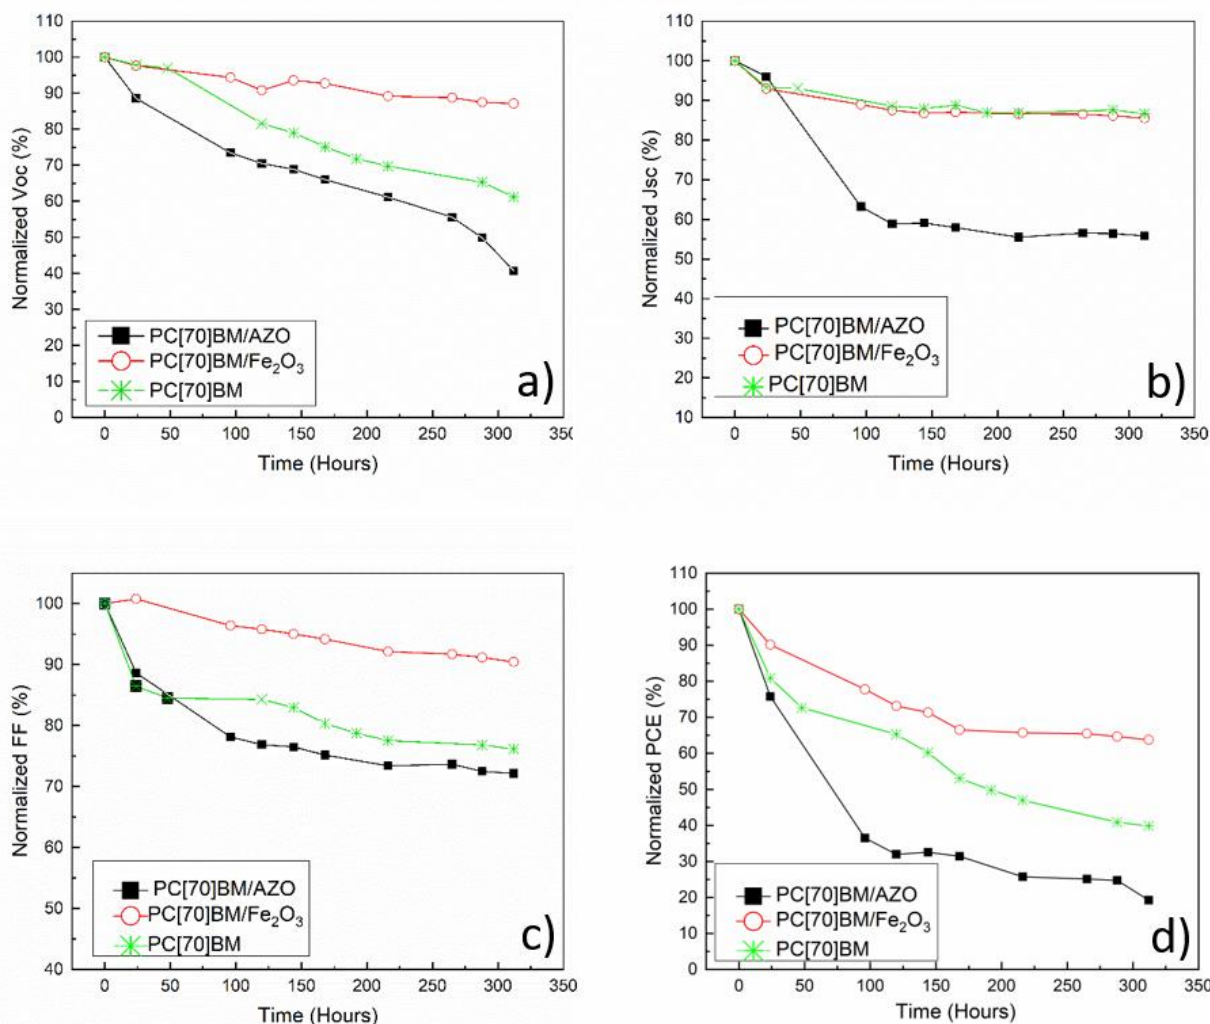 110
100
90
80
70
60
50
40
30
20
10
0
Normalized Voc (%)
PC[70]BM/AZO
PC[70]BM/Fe₂O₃
PC[70]BM
a)
0 50 100 150 200 250 300 350
Time (Hours)
110
100
90
80
70
60
50
40
30
20
10
Normalized Jsc (%)
PC[70]BM/AZO
PC[70]BM/Fe₂O₃
PC[70]BM
b)
0 50 100 150 200 250 300 350
Time (Hours)
100
90
80
70
60
50
40
Normalized FF (%)
PC[70]BM/AZO
PC[70]BM/Fe₂O₃
PC[70]BM
c)
0 50 100 150 200 250 300 350
Time (Hours)
110
100
90
80
70
60
50
40
30
20
10
0
Normalized PCE (%)
PC[70]BM/AZO
PC[70]BM/Fe₂O₃
PC[70]BM
d)
0 50 100 150 200 250 300 350
Time (Hours)